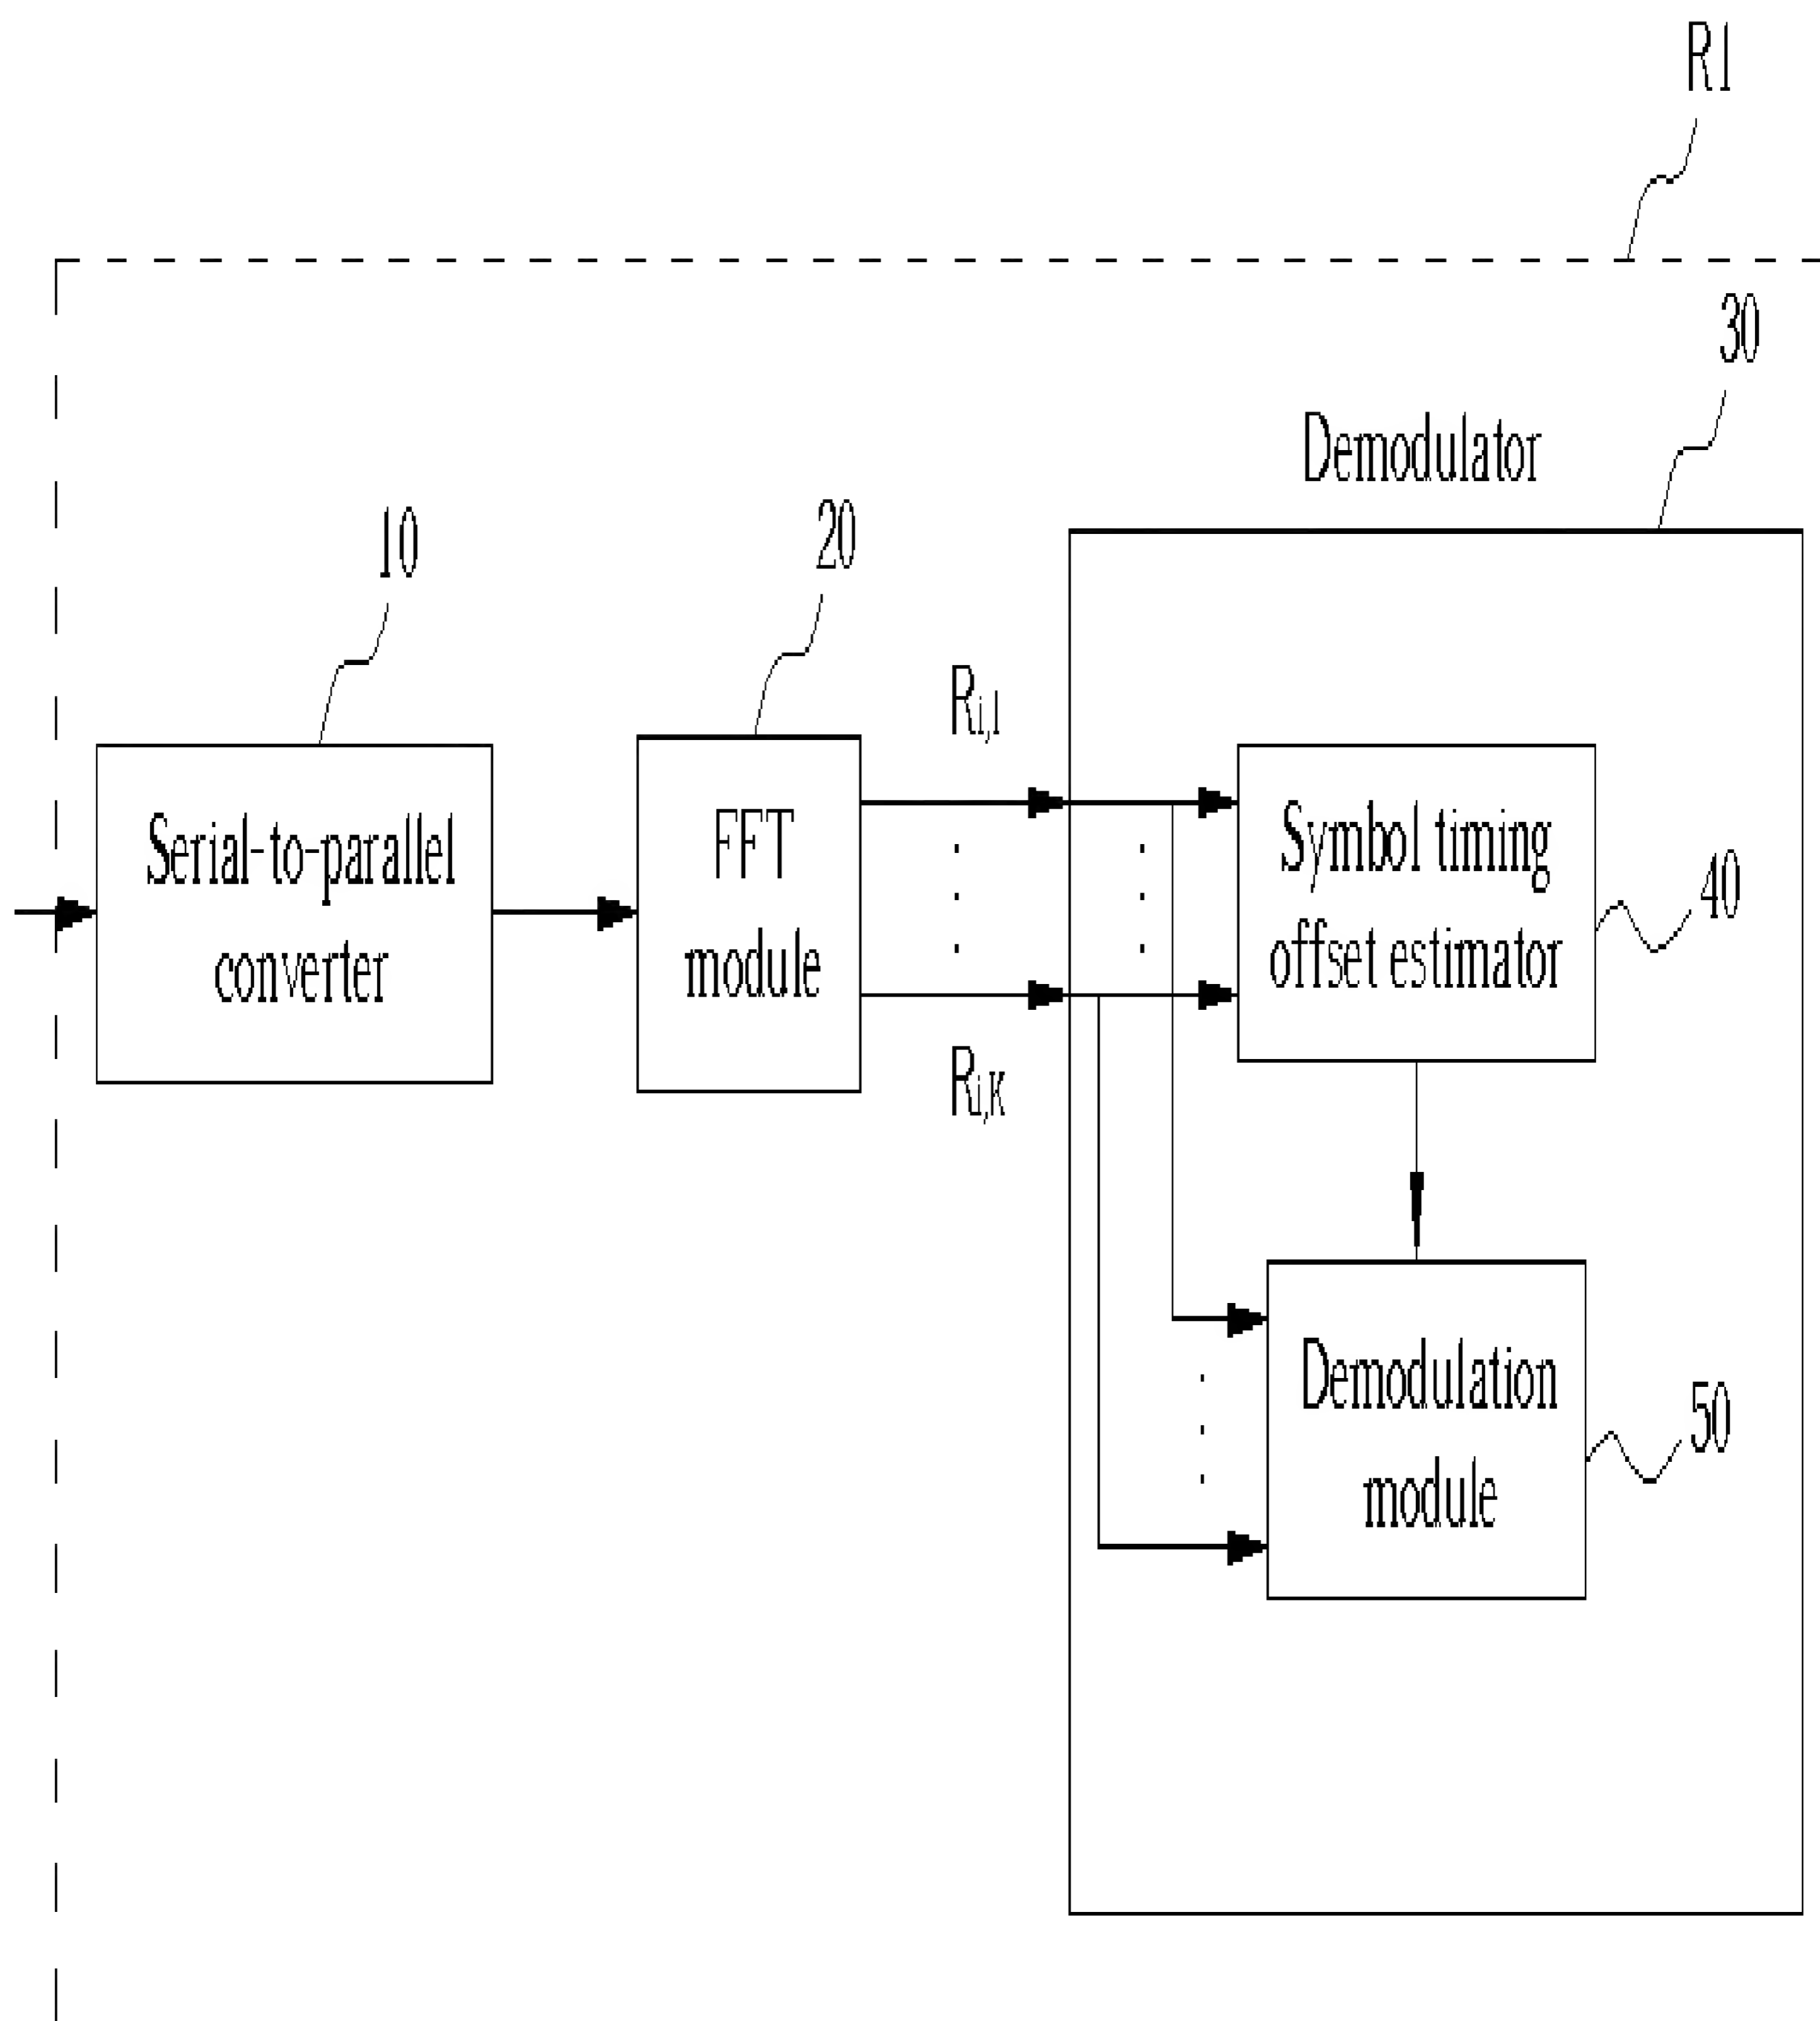 R1
30
Demodulator
10
20
Ri,1
Serial-to-parallel
converter
FFT
module
Symbol timing
offset estimator
40
Ri,K
Demodulation
module
50